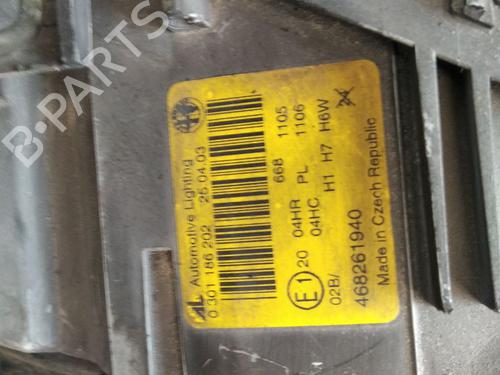 AL Automotive Lighting
0 301 186 202 25 04 03
668 1105
1106
E1 20 04HR PL
02B/ 04HC H1 H7 H6W 24
468261940
Made in Czech Republic
B-PARTS